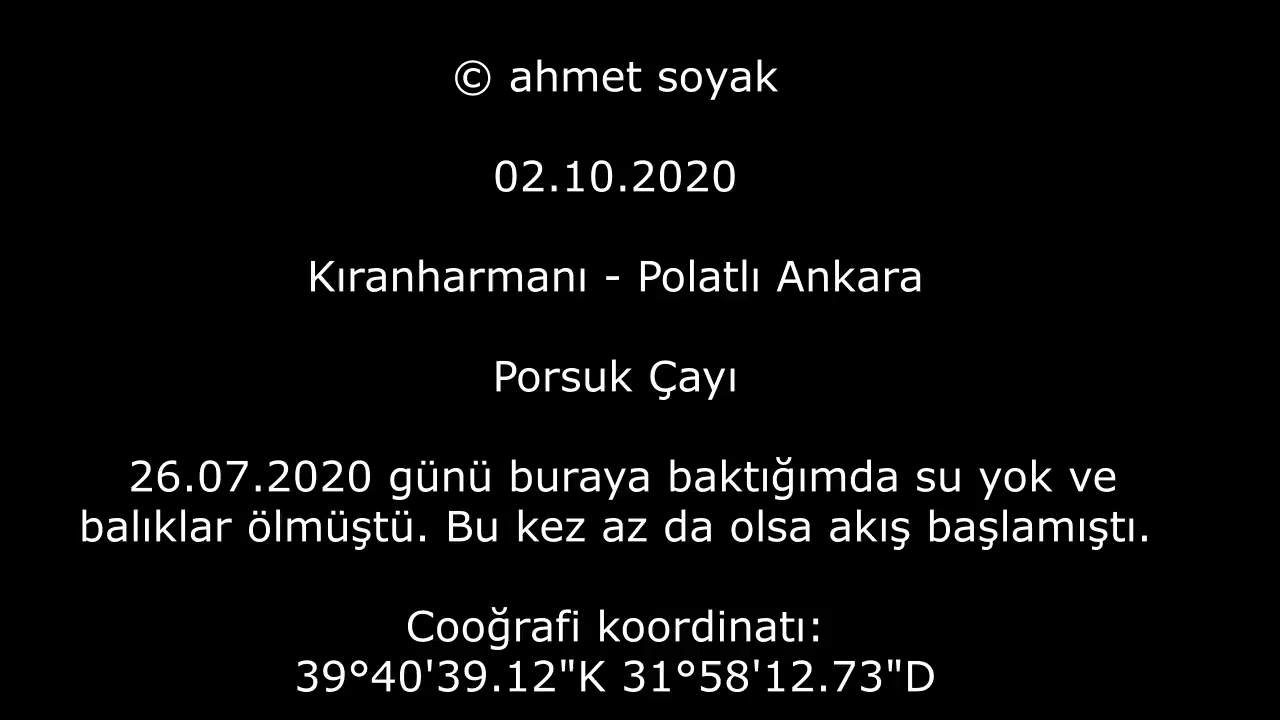 © ahmet soyak
02.10.2020
Kıranharmanı - Polatlı Ankara
Porsuk Çayı
26.07.2020 günü buraya baktığımda su yok ve
balıklar ölmüştü. Bu kez az da olsa akış başlamıştı.
Cooğrafi koordinatı:
39°40'39.12"K 31°58'12.73"D